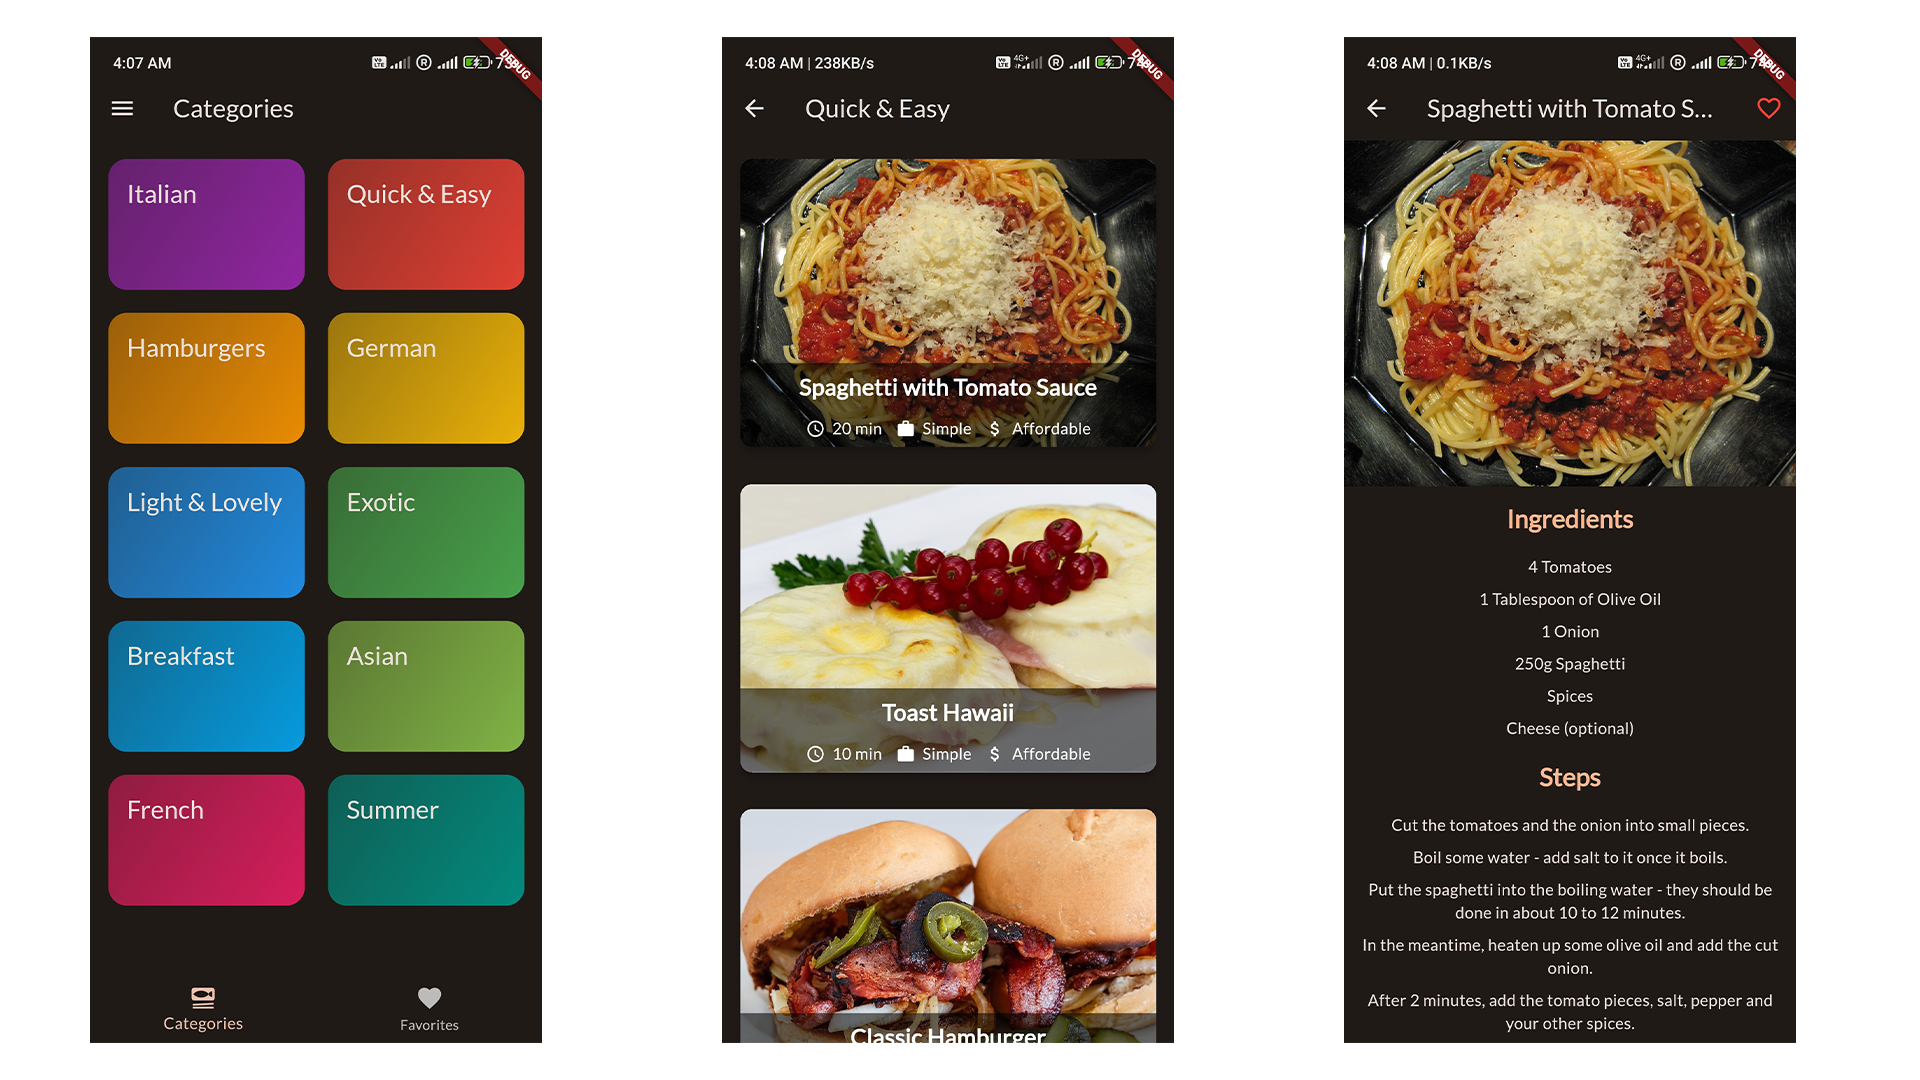 4:07 AM
DEBUG
Categories
Italian
Quick & Easy
Hamburgers
German
Light & Lovely
Exotic
Breakfast
Asian
French
Summer
Categories
Favorites
4:08 AM | 238KB/s
4G+
DEBUG
Quick & Easy
Spaghetti with Tomato Sauce
20 min Simple $ Affordable
Toast Hawaii
10 min Simple $ Affordable
Classic Hamburger
4:08 AM | 0.1KB/s
4G+
DEBUG
Spaghetti with Tomato S...
Ingredients
4 Tomatoes
1 Tablespoon of Olive Oil
1 Onion
250g Spaghetti
Spices
Cheese (optional)
Steps
Cut the tomatoes and the onion into small pieces.
Boil some water - add salt to it once it boils.
Put the spaghetti into the boiling water - they should be
done in about 10 to 12 minutes.
In the meantime, heaten up some olive oil and add the cut
onion.
After 2 minutes, add the tomato pieces, salt, pepper and
your other spices.